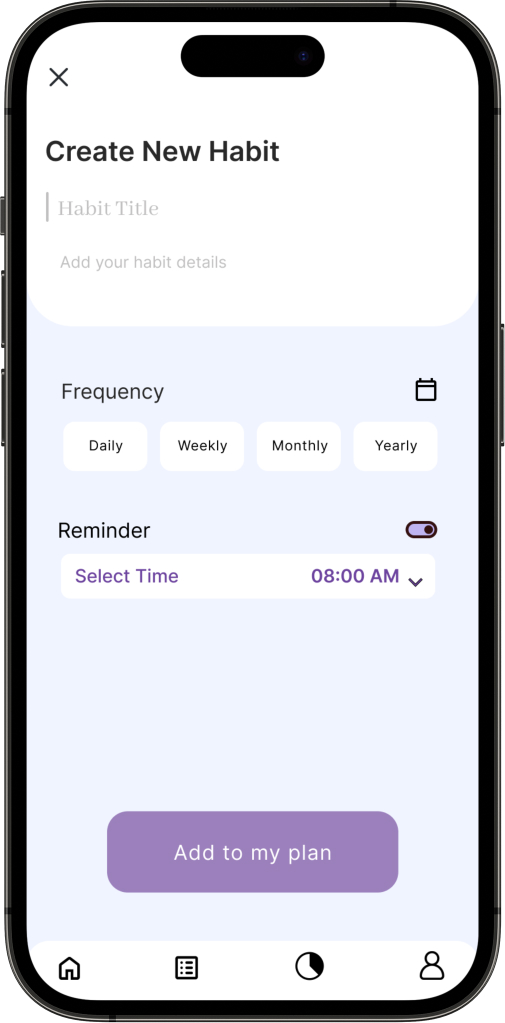 Create New Habit
Habit Title
Add your habit details
Frequency
Daily Weekly Monthly Yearly
Reminder
Select Time 08:00 AM
Add to my plan